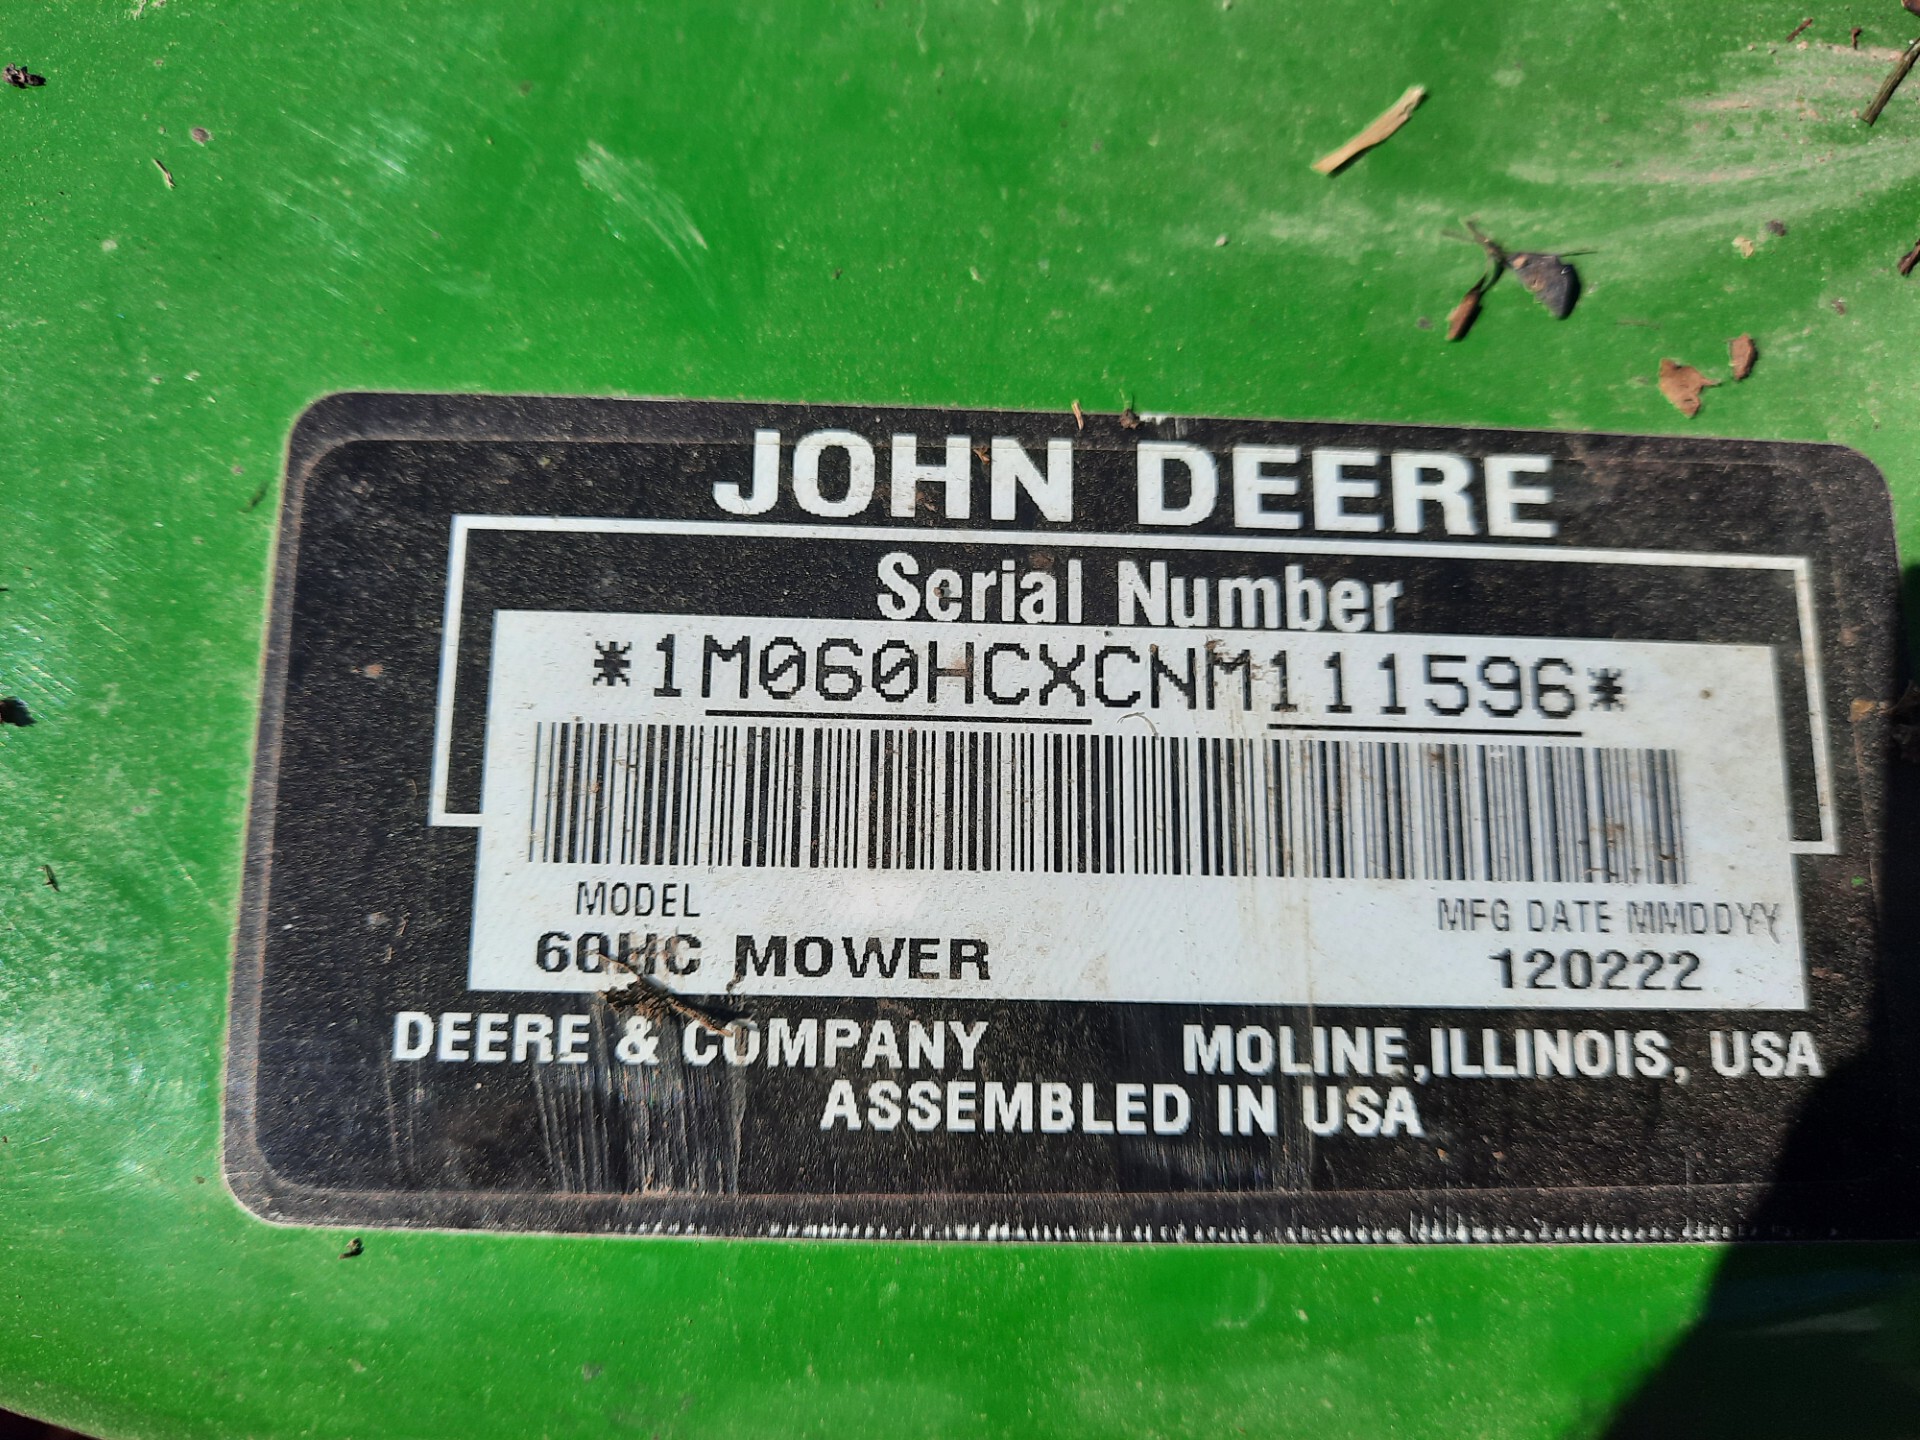 JOHN DEERE
Serial Number
*1M060HCXCNM111596*
MODEL
60HC MOWER
MFG DATE MMDDYY
120222
DEERE & COMPANY MOLINE, ILLINOIS, USA
ASSEMBLED IN USA